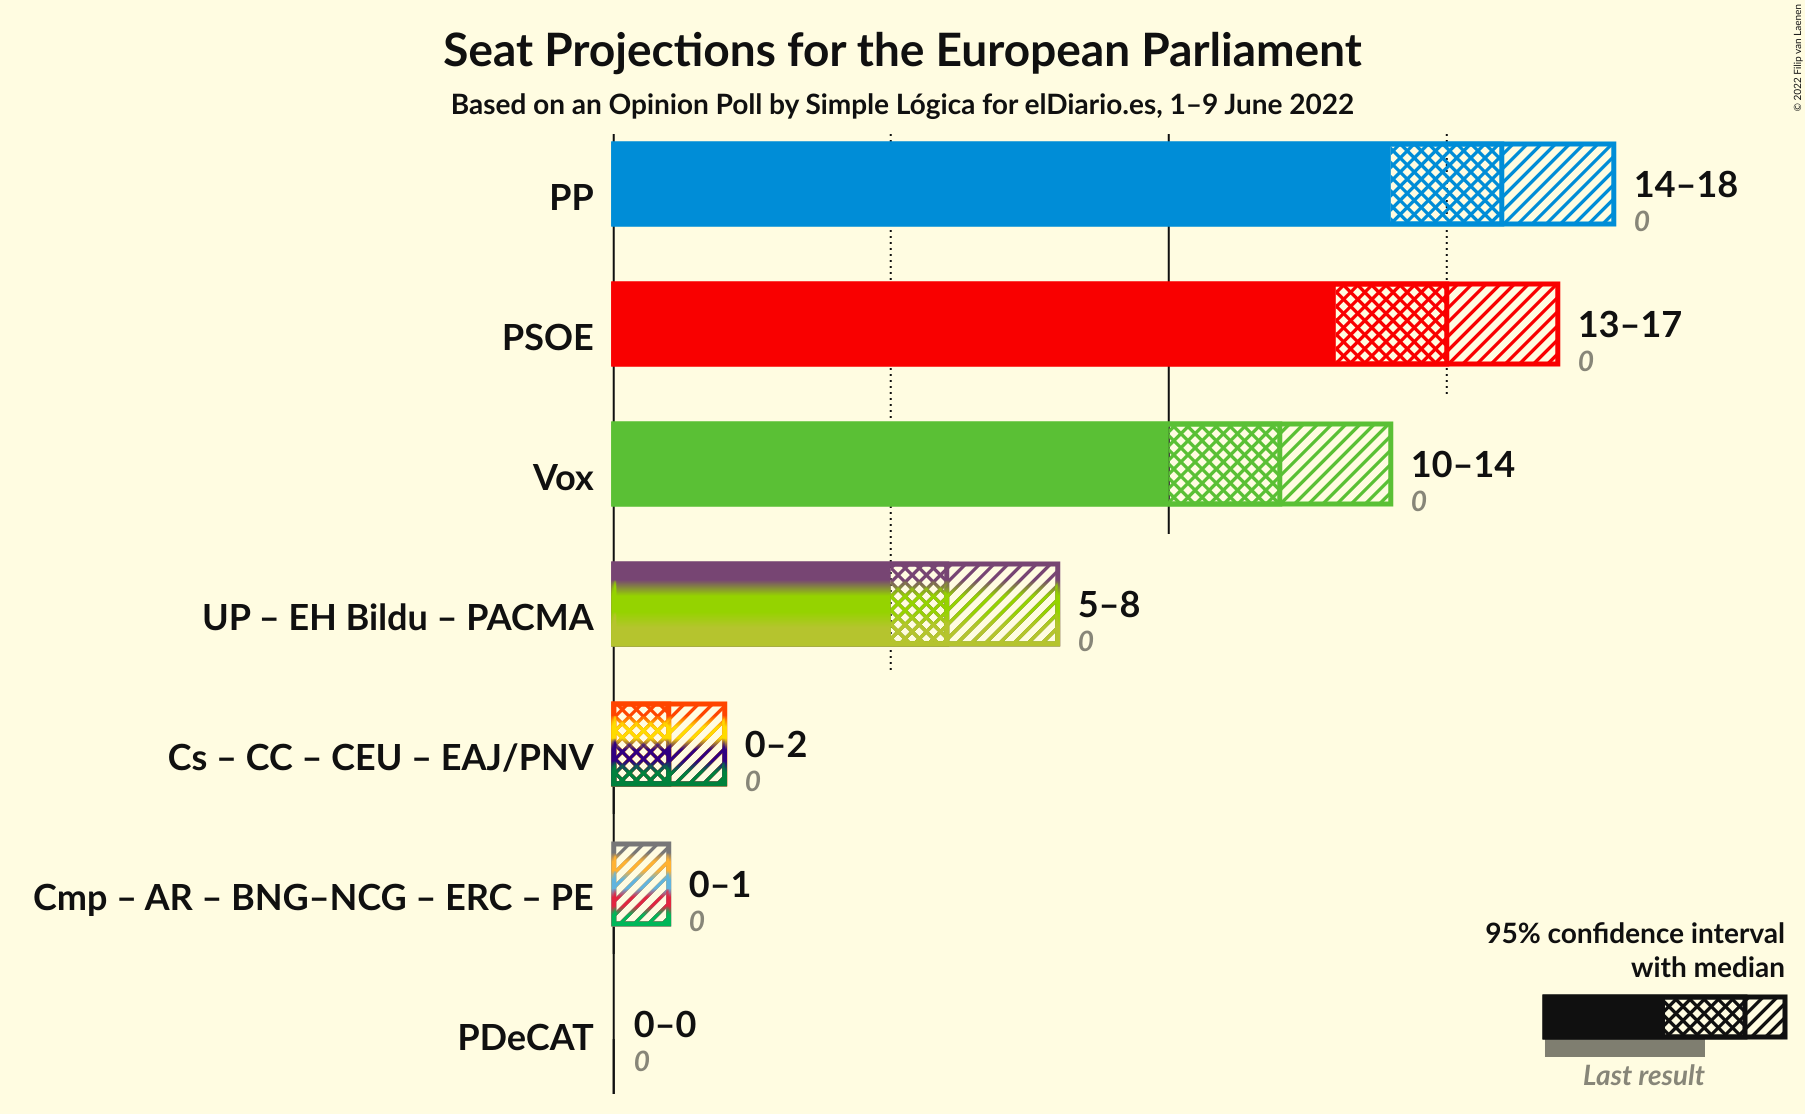 Seat Projections for the European Parliament
Based on an Opinion Poll by Simple Lógica for elDiario.es, 1–9 June 2022
© 2022 Filip van Laenen
PP
14–18
0
PSOE
13–17
0
Vox
10–14
0
UP – EH Bildu – PACMA
5–8
0
Cs – CC – CEU – EAJ/PNV
0–2
0
Cmp – AR – BNG–NCG – ERC – PE
0–1
0
PDeCAT
0–0
0
95% confidence interval
with median
Last result